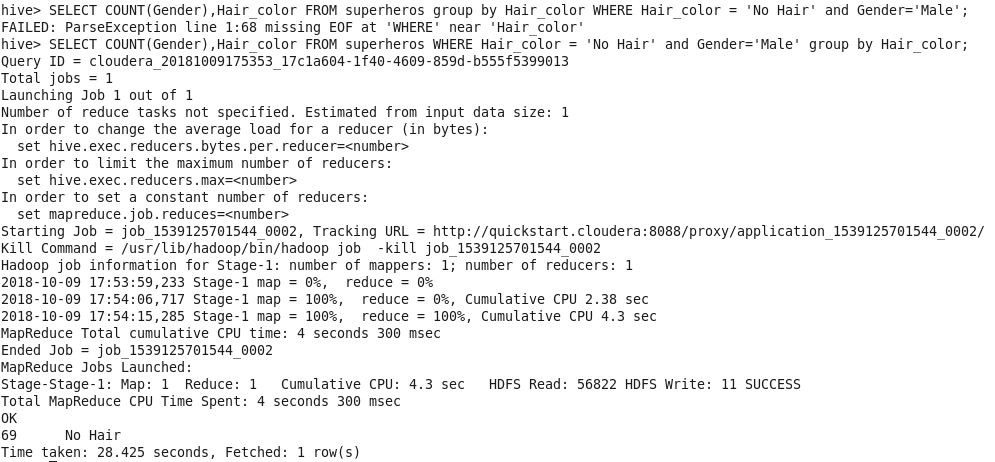 hive> SELECT COUNT(Gender),Hair_color FROM superheros group by Hair_color WHERE Hair_color = 'No Hair' and Gender='Male';
FAILED: ParseException line 1:68 missing EOF at 'WHERE' near 'Hair_color'
hive> SELECT COUNT(Gender),Hair_color FROM superheros WHERE Hair_color = 'No Hair' and Gender='Male' group by Hair_color;
Query ID = cloudera_20181009175353_17c1a604-1f40-4609-859d-b555f5399013
Total jobs = 1
Launching Job 1 out of 1
Number of reduce tasks not specified. Estimated from input data size: 1
In order to change the average load for a reducer (in bytes):
  set hive.exec.reducers.bytes.per.reducer=<number>
In order to limit the maximum number of reducers:
  set hive.exec.reducers.max=<number>
In order to set a constant number of reducers:
  set mapreduce.job.reduces=<number>
Starting Job = job_1539125701544_0002, Tracking URL = http://quickstart.cloudera:8088/proxy/application_1539125701544_0002/
Kill Command = /usr/lib/hadoop/bin/hadoop job  -kill job_1539125701544_0002
Hadoop job information for Stage-1: number of mappers: 1; number of reducers: 1
2018-10-09 17:53:59,233 Stage-1 map = 0%,  reduce = 0%
2018-10-09 17:54:06,717 Stage-1 map = 100%,  reduce = 0%, Cumulative CPU 2.38 sec
2018-10-09 17:54:15,285 Stage-1 map = 100%,  reduce = 100%, Cumulative CPU 4.3 sec
MapReduce Total cumulative CPU time: 4 seconds 300 msec
Ended Job = job_1539125701544_0002
MapReduce Jobs Launched:
Stage-Stage-1: Map: 1  Reduce: 1   Cumulative CPU: 4.3 sec   HDFS Read: 56822 HDFS Write: 11 SUCCESS
Total MapReduce CPU Time Spent: 4 seconds 300 msec
OK
69      No Hair
Time taken: 28.425 seconds, Fetched: 1 row(s)